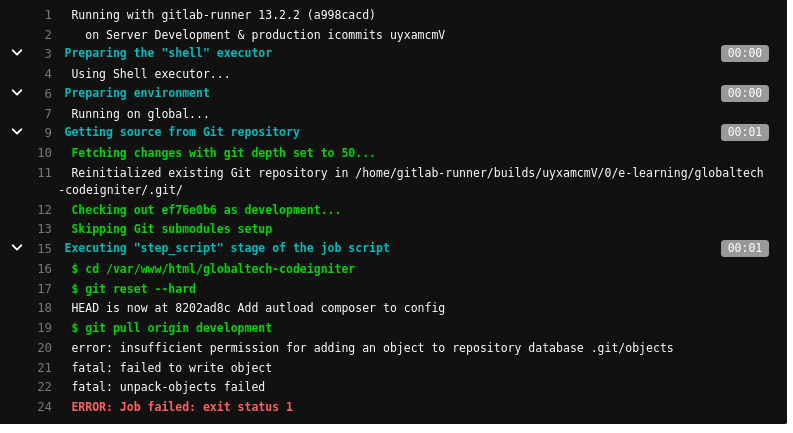 1 Running with gitlab-runner 13.2.2 (a998cacd)
2 on Server Development & production icommits uyxamcmV
3 Preparing the "shell" executor 00:00
4 Using Shell executor...
6 Preparing environment 00:00
7 Running on global...
9 Getting source from Git repository 00:01
10 Fetching changes with git depth set to 50...
11 Reinitialized existing Git repository in /home/gitlab-runner/builds/uyxamcmV/0/e-learning/globaltech
-codeigniter/.git/
12 Checking out ef76e0b6 as development...
13 Skipping Git submodules setup
15 Executing "step_script" stage of the job script 00:01
16 $ cd /var/www/html/globaltech-codeigniter
17 $ git reset --hard
18 HEAD is now at 8202ad8c Add autload composer to config
19 $ git pull origin development
20 error: insufficient permission for adding an object to repository database .git/objects
21 fatal: failed to write object
22 fatal: unpack-objects failed
24 ERROR: Job failed: exit status 1